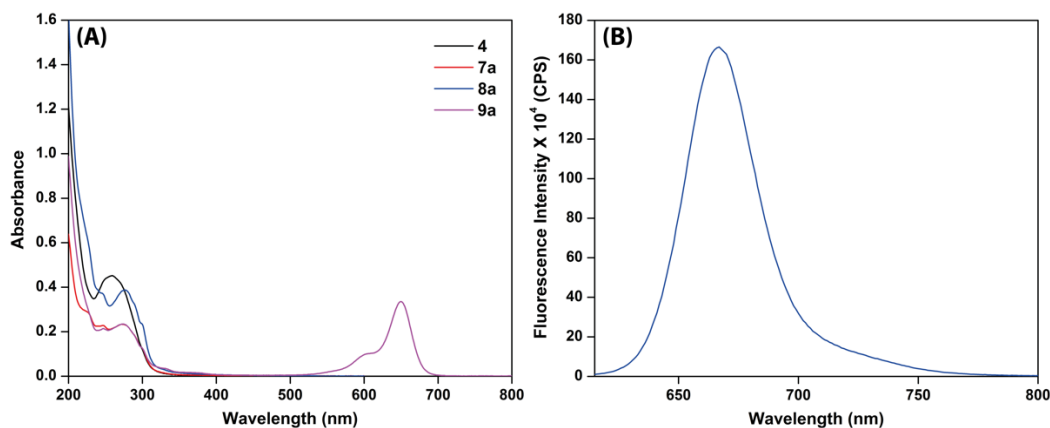 (A)
4
7a
8a
9a
Absorbance
1.6
1.4
1.2
1.0
0.8
0.6
0.4
0.2
0.0
200 300 400 500 600 700 800
Wavelength (nm)
(B)
Fluorescence Intensity X 10⁴ (CPS)
180
160
140
120
100
80
60
40
20
0
650 700 750 800
Wavelength (nm)